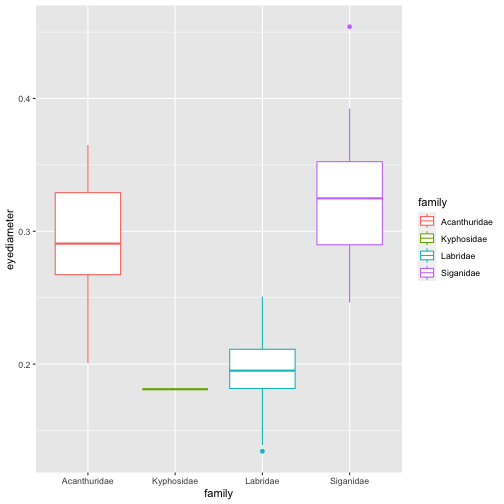 eyediameter
0.4
0.3
0.2
Acanthuridae
Kyphosidae
Labridae
Siganidae
family
family
Acanthuridae
Kyphosidae
Labridae
Siganidae